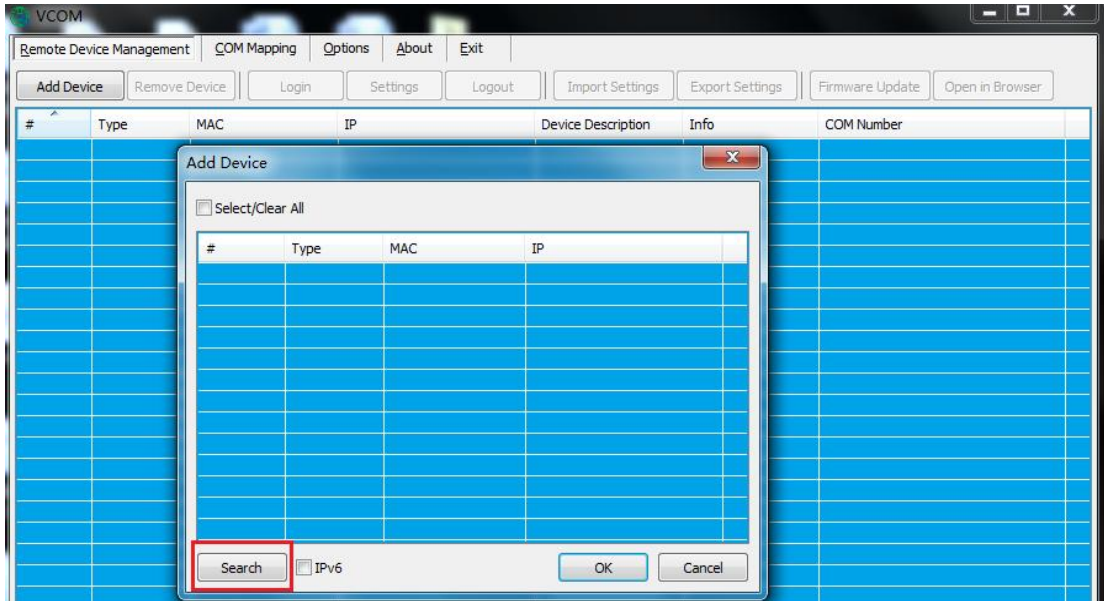 VCOM
Remote Device Management COM Mapping Options About Exit
Add Device Remove Device Login Settings Logout Import Settings Export Settings Firmware Update Open in Browser
# Type MAC IP Device Description Info COM Number
Add Device
Select/Clear All
# Type MAC IP
Search IPv6 OK Cancel